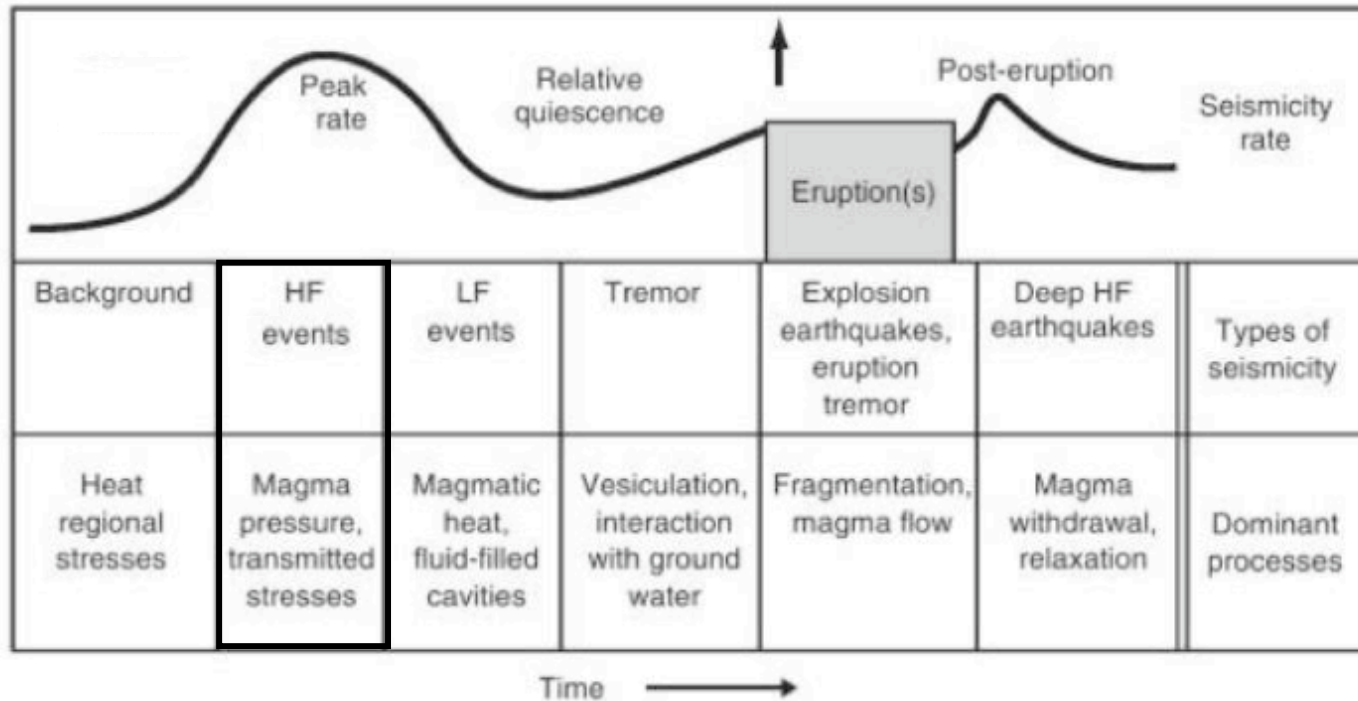 Peak
rate
Relative
quiescence
Post-eruption
Seismicity
rate
Eruption(s)
Background
HF
events
LF
events
Tremor
Explosion
earthquakes,
eruption
tremor
Deep HF
earthquakes
Types of
seismicity
Heat
regional
stresses
Magma
pressure,
transmitted
stresses
Magmatic
heat,
fluid-filled
cavities
Vesiculation,
interaction
with ground
water
Fragmentation,
magma flow
Magma
withdrawal,
relaxation
Dominant
processes
Time